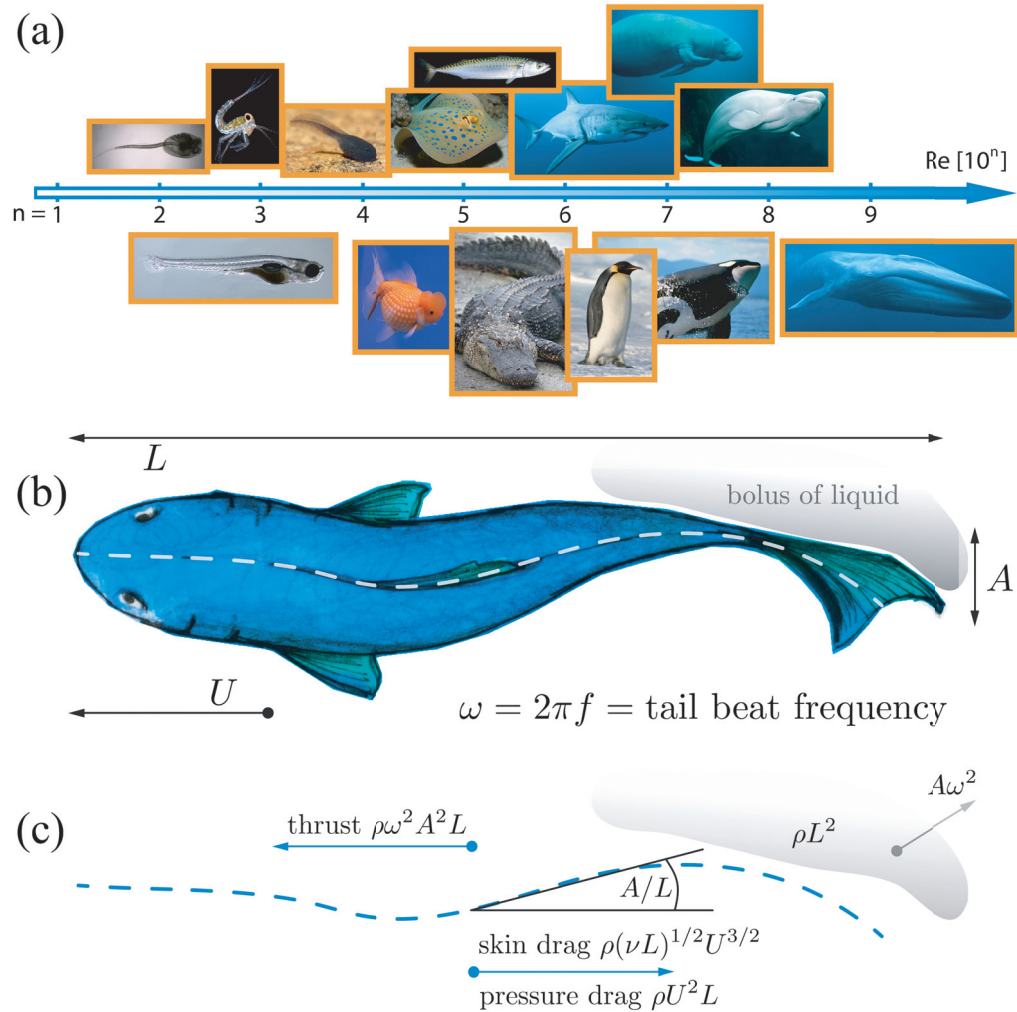 (a)
Re [10ⁿ]
n = 1 2 3 4 5 6 7 8 9
L
(b)
bolus of liquid
A
U
ω = 2πf = tail beat frequency
(c)
Aω²
thrust ρω²A²L
ρL²
A/L
skin drag ρ(νL)^{1/2}U^{3/2}
pressure drag ρU²L